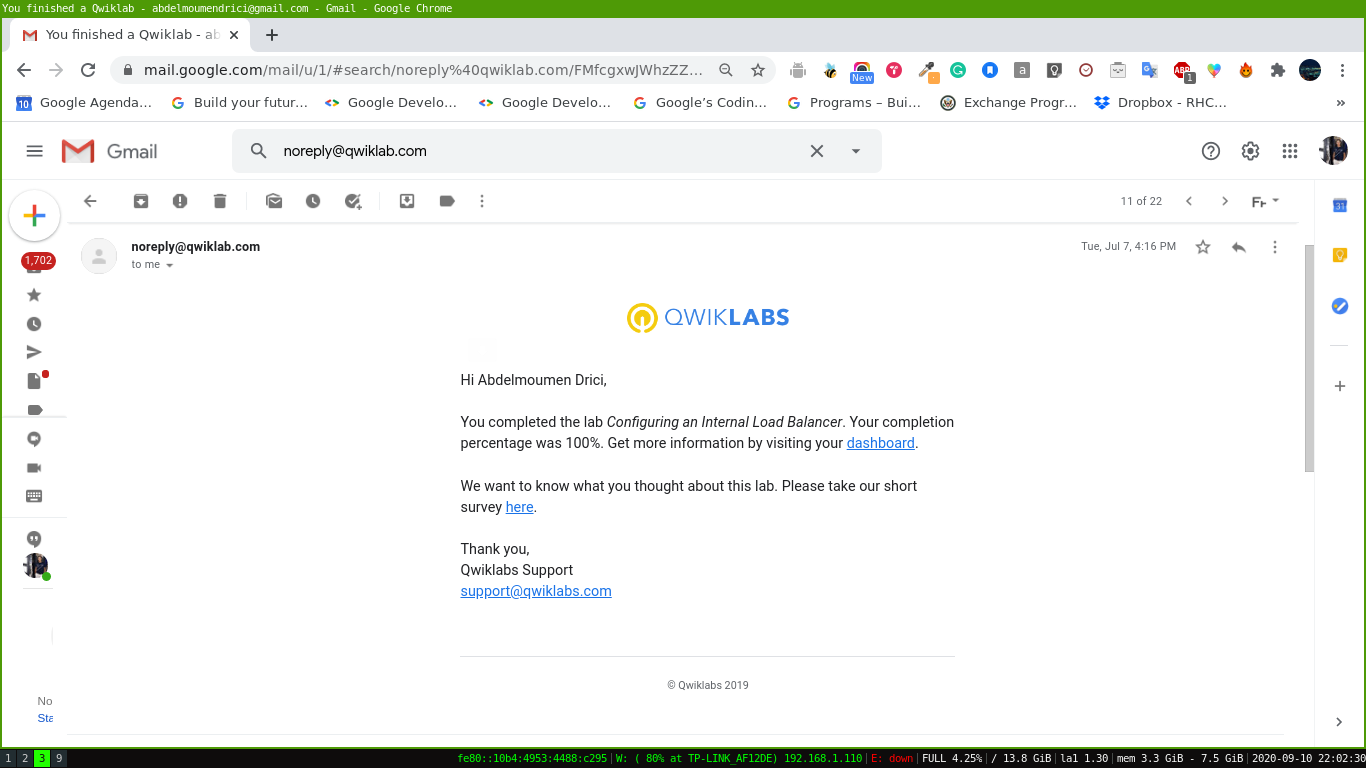 You finished a Qwiklab - abdelmoumendrici@gmail.com - Gmail - Google Chrome
You finished a Qwiklab - ab
mail.google.com/mail/u/1/#search/noreply%40qwiklab.com/FMfcgxwJWhzZZ...
New
a
ABP
1
10 Google Agenda...
Build your futur...
Google Develo...
Google Develo...
Google's Coding...
Programs – Bui...
Exchange Progr...
Dropbox - RHC...
»
Gmail
noreply@qwiklab.com
11 of 22
1,702
noreply@qwiklab.com
Tue, Jul 7, 4:16 PM
to me
31
QWIKLABS
Hi Abdelmoumen Drici,
You completed the lab Configuring an Internal Load Balancer. Your completion
percentage was 100%. Get more information by visiting your dashboard.
We want to know what you thought about this lab. Please take our short
survey here.
Thank you,
Qwiklabs Support
support@qwiklabs.com
© Qwiklabs 2019
No
Sta
1 2 3 9
fe80::10b4:4953:4488:c295 | W: ( 80% at TP-LINK_AF12DE) 192.168.1.110 | E: down | FULL 4.25% | / 13.8 GiB | la1 1.30 | mem 3.3 GiB - 7.5 GiB | 2020-09-10 22:02:30